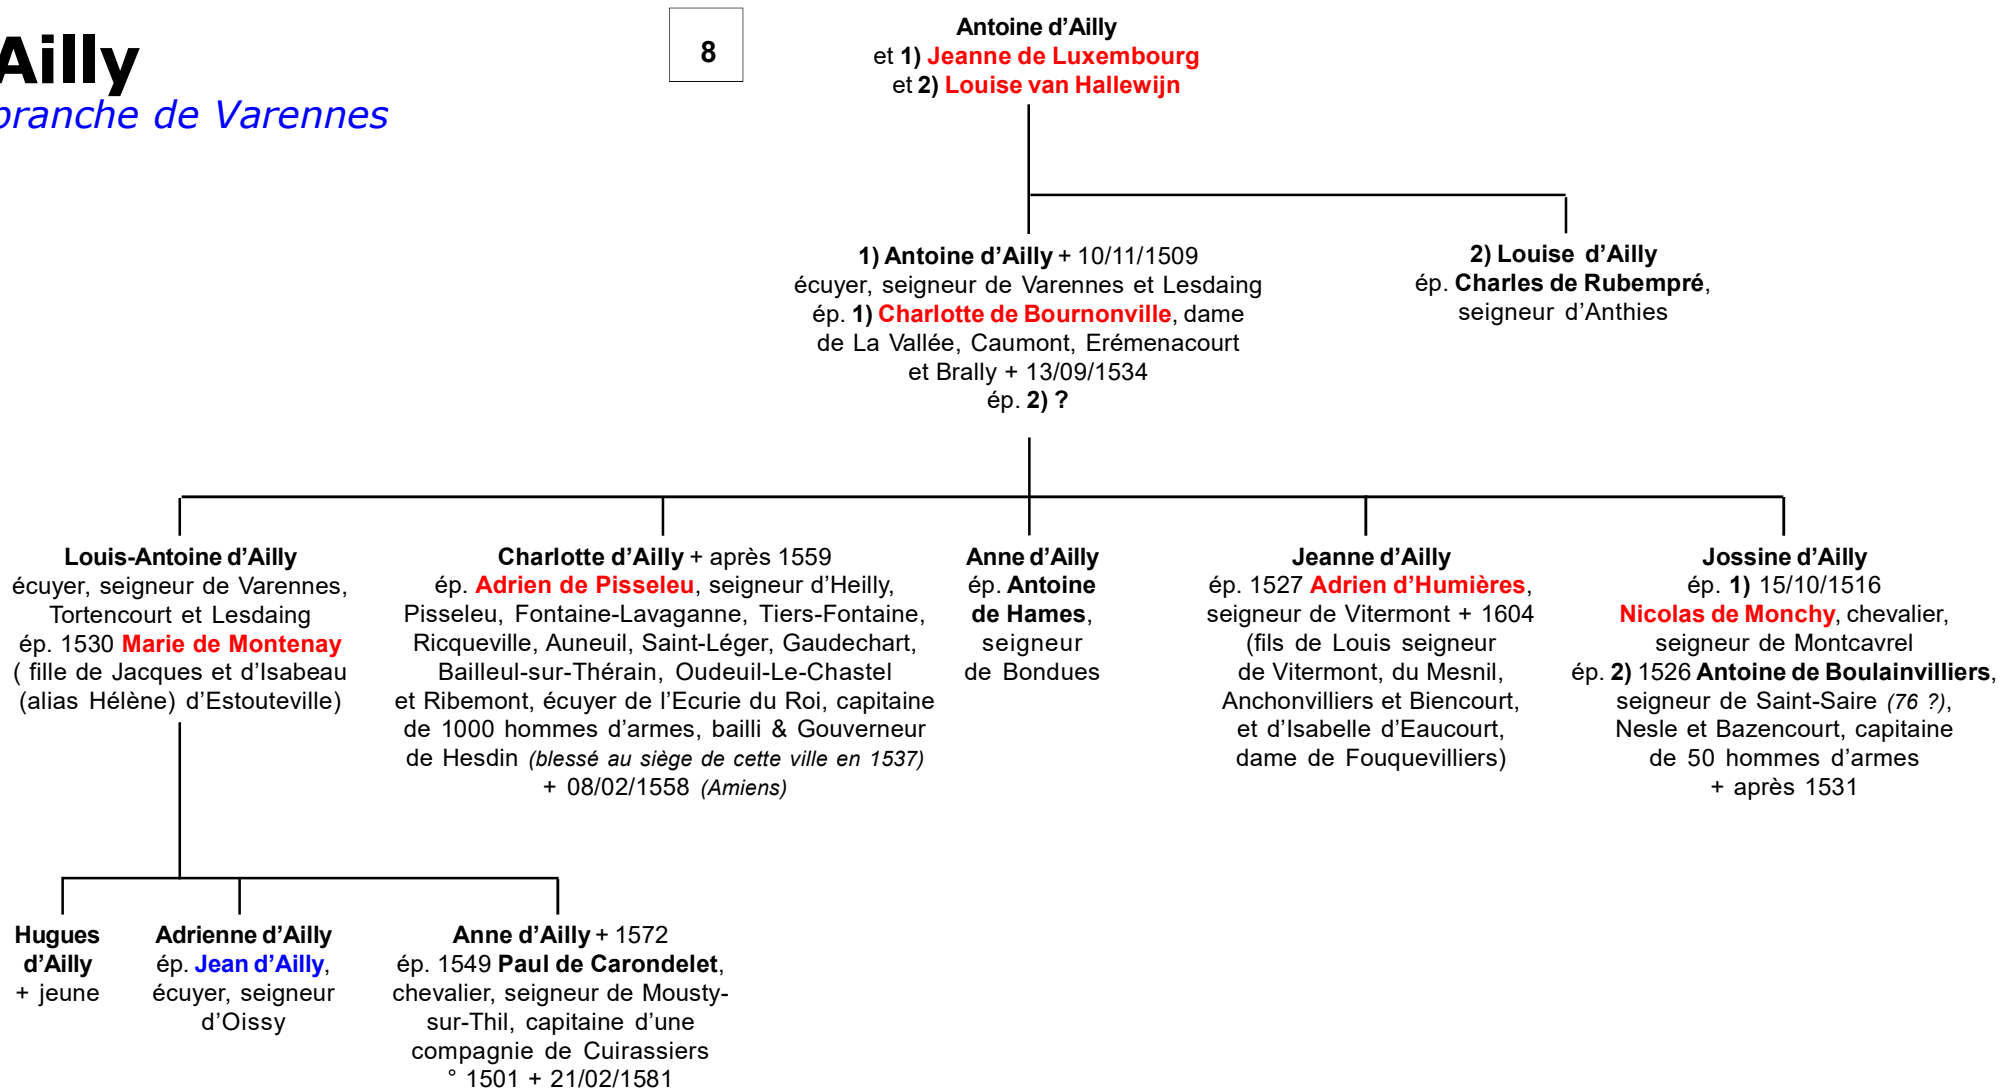 Ailly
branche de Varennes
8
Antoine d’Ailly
et 1) Jeanne de Luxembourg
et 2) Louise van Hallewijn
1) Antoine d’Ailly + 10/11/1509
écuyer, seigneur de Varennes et Lesdaing
ép. 1) Charlotte de Bournonville, dame
de La Vallée, Caumont, Erémenacourt
et Brally + 13/09/1534
ép. 2) ?
2) Louise d’Ailly
ép. Charles de Rubempré,
seigneur d’Anthies
Louis-Antoine d’Ailly
écuyer, seigneur de Varennes,
Tortencourt et Lesdaing
ép. 1530 Marie de Montenay
( fille de Jacques et d’Isabeau
(alias Hélène) d’Estouteville)
Charlotte d’Ailly + après 1559
ép. Adrien de Pisseleu, seigneur d’Heilly,
Pisseleu, Fontaine-Lavaganne, Tiers-Fontaine,
Ricqueville, Auneuil, Saint-Léger, Gaudechart,
Bailleul-sur-Thérain, Oudeuil-Le-Chastel
et Ribemont, écuyer de l’Ecurie du Roi, capitaine
de 1000 hommes d’armes, bailli & Gouverneur
de Hesdin (blessé au siège de cette ville en 1537)
+ 08/02/1558 (Amiens)
Anne d’Ailly
ép. Antoine
de Hames,
seigneur
de Bondues
Jeanne d’Ailly
ép. 1527 Adrien d’Humières,
seigneur de Vitermont + 1604
(fils de Louis seigneur
de Vitermont, du Mesnil,
Anchonvilliers et Biencourt,
et d’Isabelle d’Eaucourt,
dame de Fouquevilliers)
Jossine d’Ailly
ép. 1) 15/10/1516
Nicolas de Monchy, chevalier,
seigneur de Montcavrel
ép. 2) 1526 Antoine de Boulainvilliers,
seigneur de Saint-Saire (76 ?),
Nesle et Bazencourt, capitaine
de 50 hommes d’armes
+ après 1531
Hugues
d’Ailly
+ jeune
Adrienne d’Ailly
ép. Jean d’Ailly,
écuyer, seigneur
d’Oissy
Anne d’Ailly + 1572
ép. 1549 Paul de Carondelet,
chevalier, seigneur de Mousty-
sur-Thil, capitaine d’une
compagnie de Cuirassiers
° 1501 + 21/02/1581